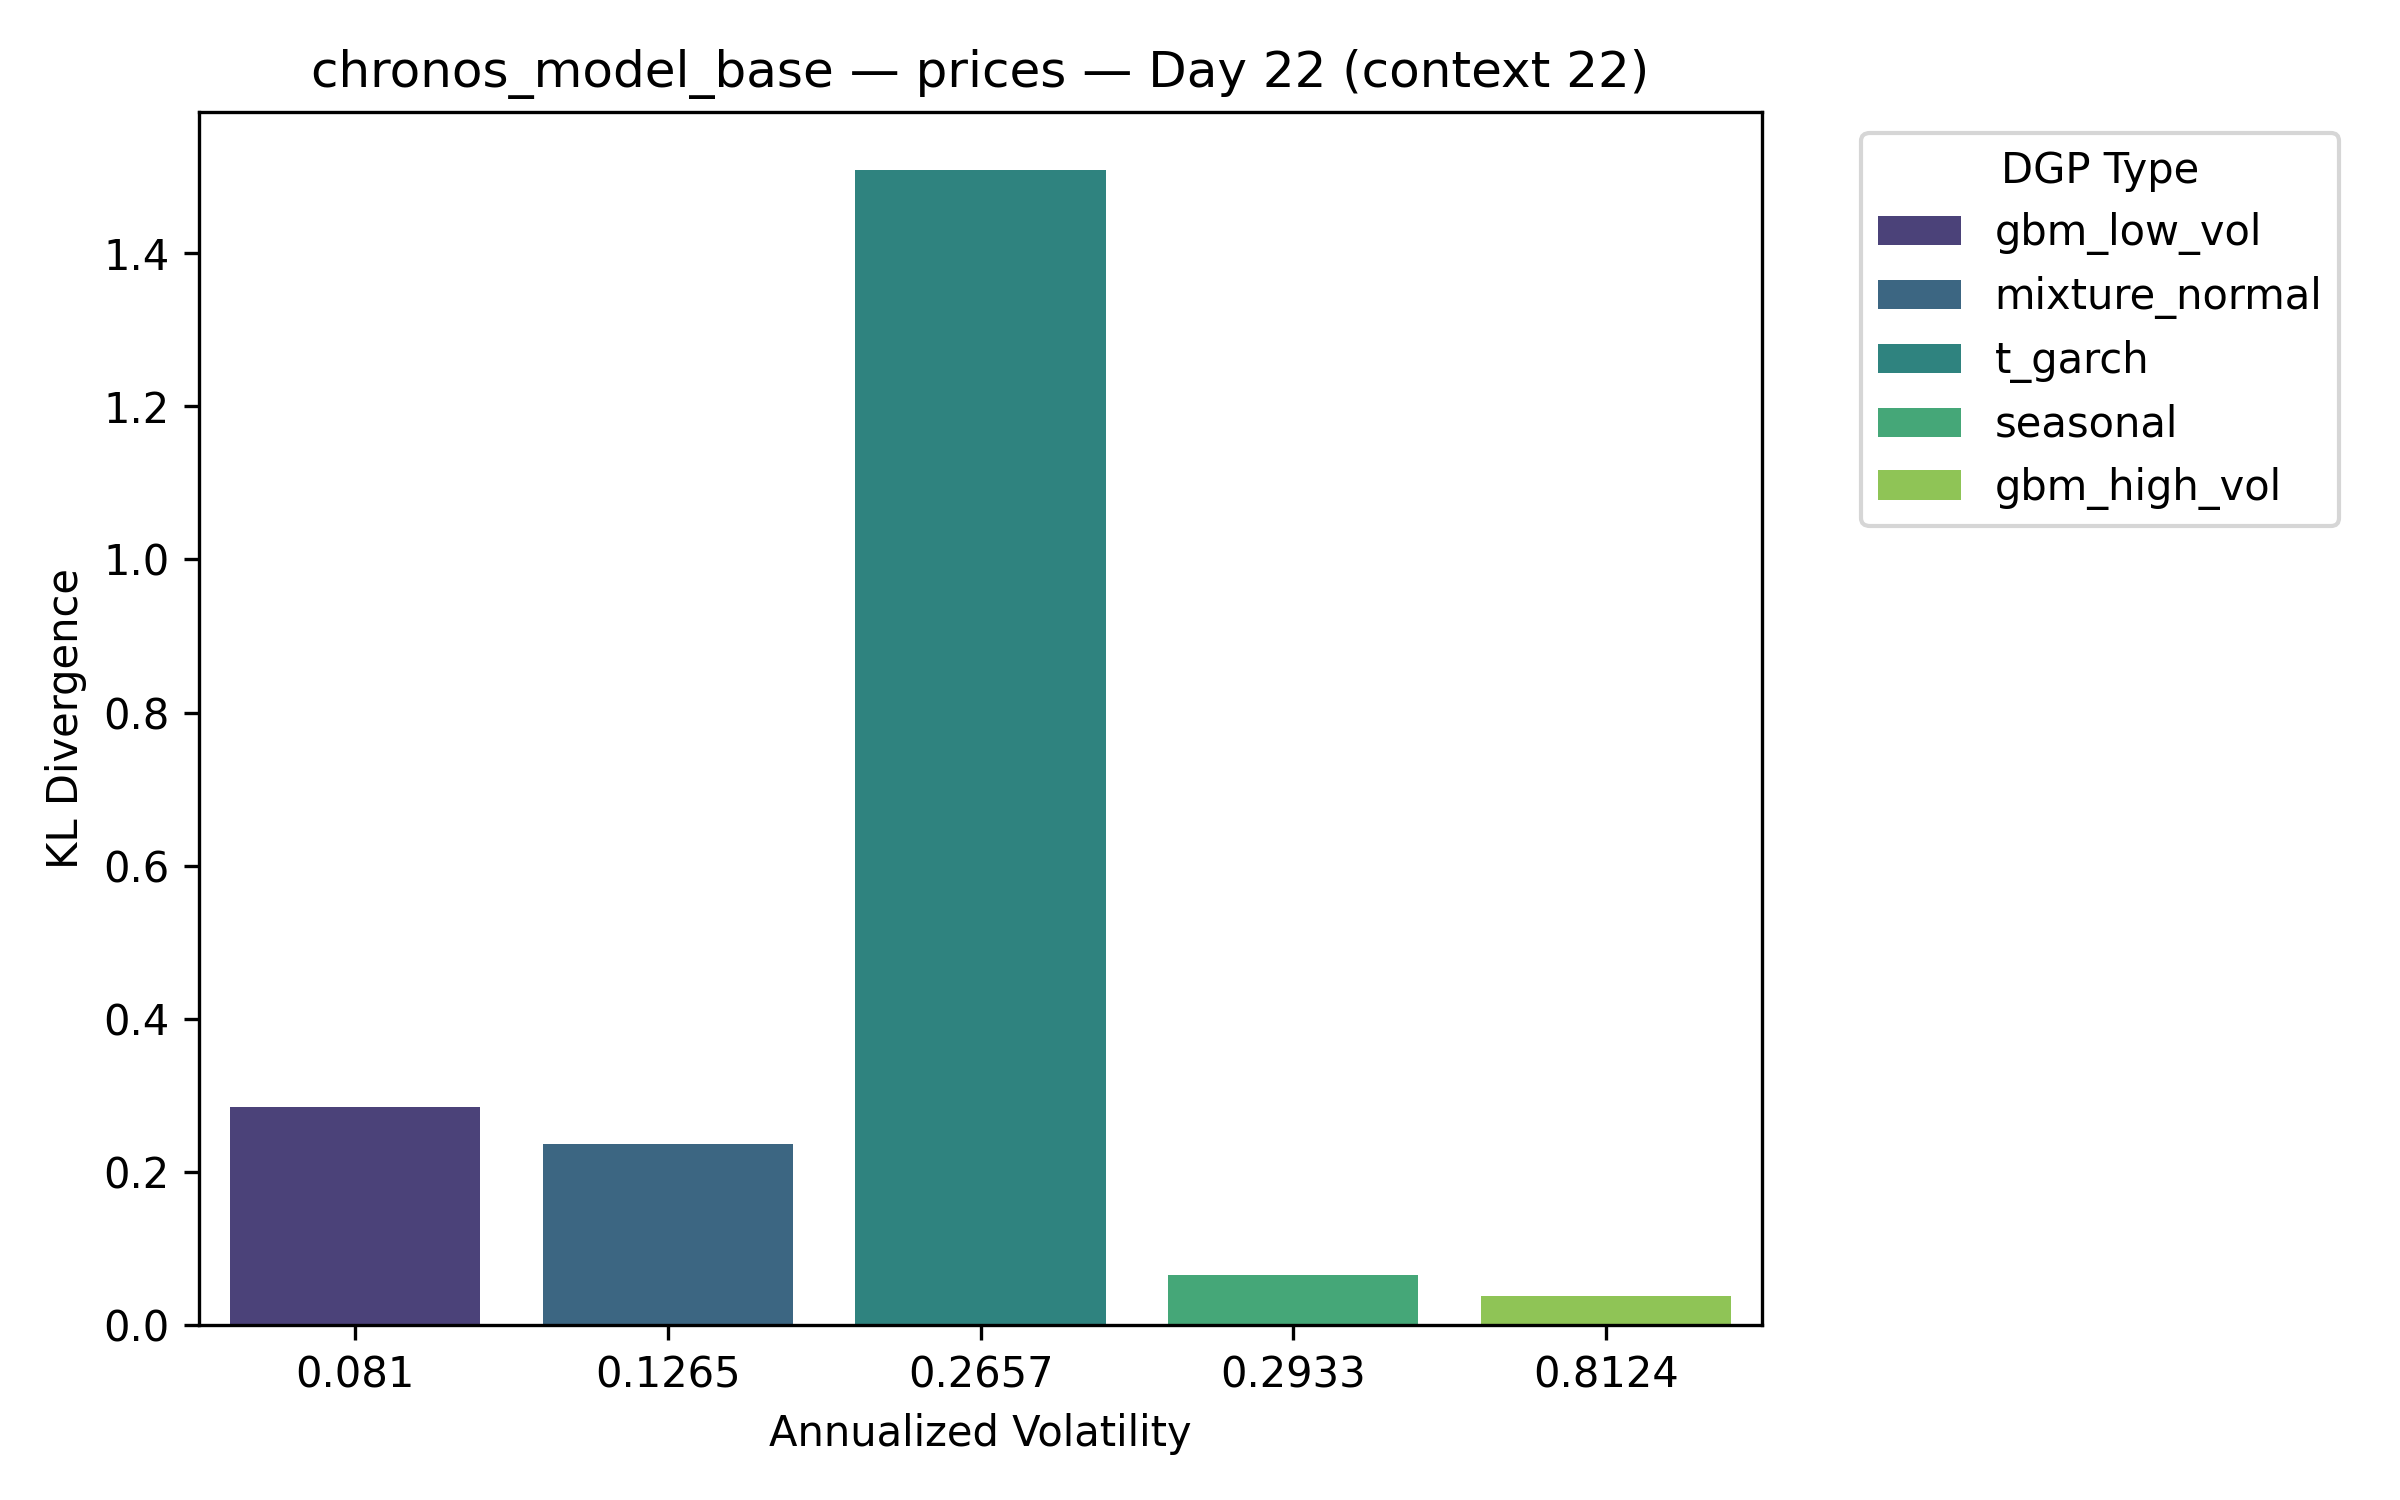 chronos_model_base — prices — Day 22 (context 22)
KL Divergence
1.4
1.2
1.0
0.8
0.6
0.4
0.2
0.0
0.081 0.1265 0.2657 0.2933 0.8124
Annualized Volatility
DGP Type
gbm_low_vol
mixture_normal
t_garch
seasonal
gbm_high_vol